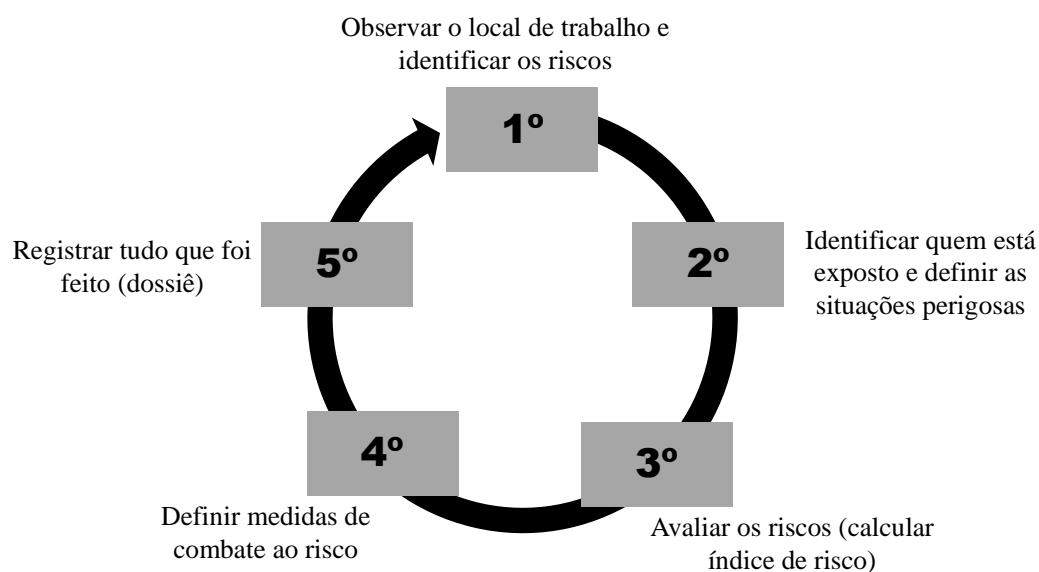 Observar o local de trabalho e
identificar os riscos
1º
2º
Identificar quem está
exposto e definir as
situações perigosas
3º
Avaliar os riscos (calcular
índice de risco)
4º
Definir medidas de
combate ao risco
5º
Registrar tudo que foi
feito (dossiê)